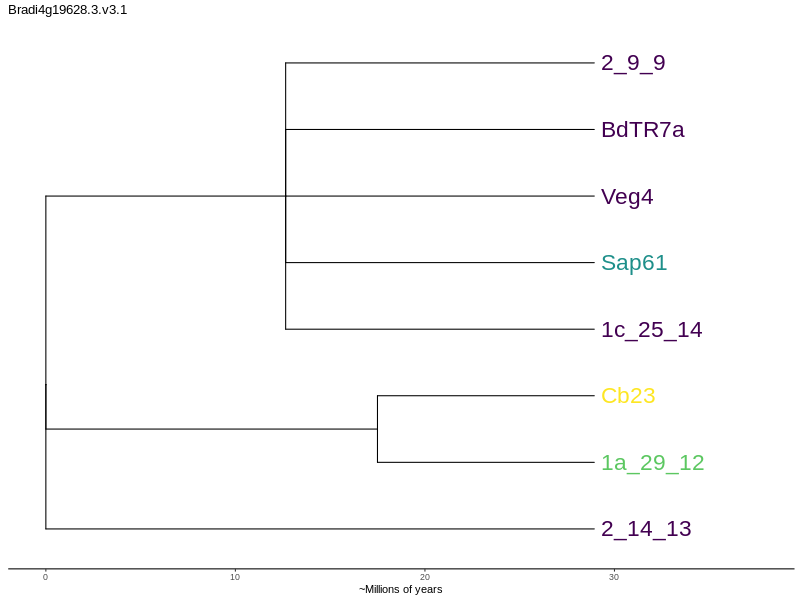 Bradi4g19628.3.v3.1
2_9_9
BdTR7a
Veg4
Sap61
1c_25_14
Cb23
1a_29_12
2_14_13
0 10 20 30
~Millions of years